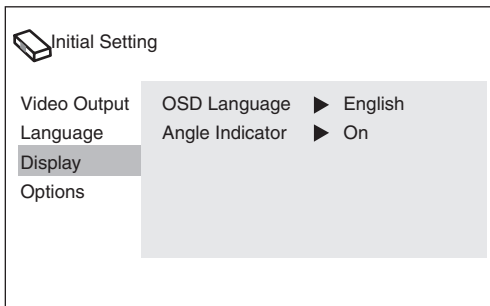 Initial Setting
Video Output
Language
Display
Options
OSD Language ▶ English
Angle Indicator ▶ On